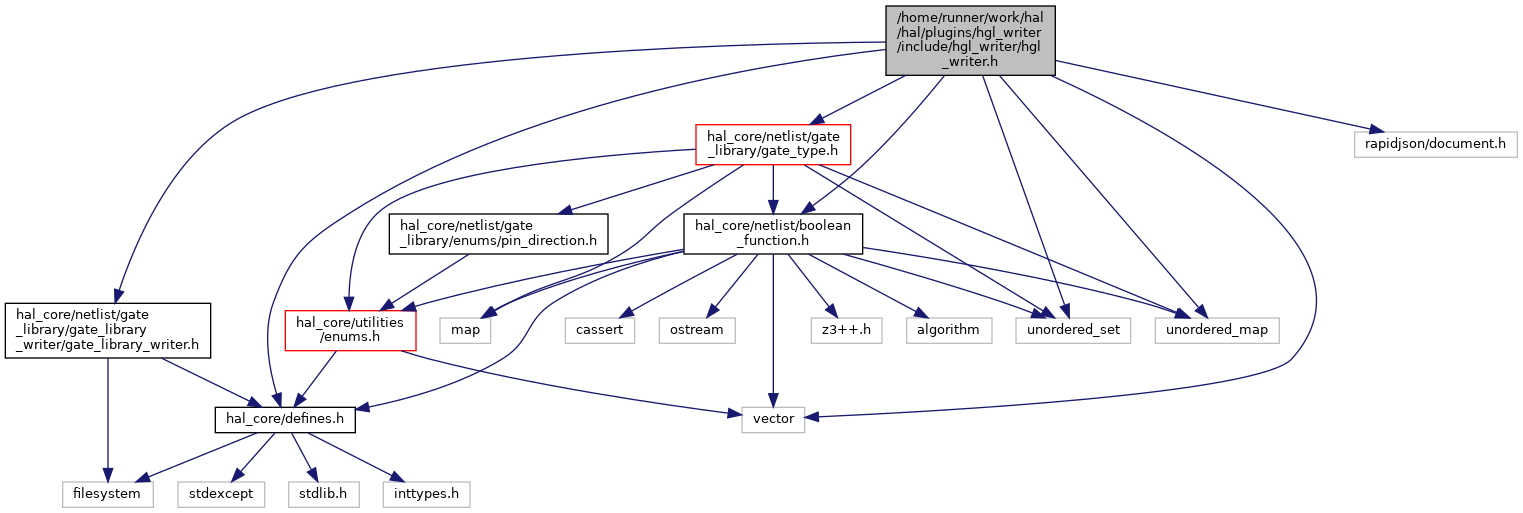 /home/runner/work/hal
/hal/plugins/hgl_writer
/include/hgl_writer/hgl
_writer.h
hal_core/netlist/gate
_library/gate_type.h
rapidjson/document.h
hal_core/netlist/gate
_library/enums/pin_direction.h
hal_core/netlist/boolean
_function.h
hal_core/netlist/gate
_library/gate_library
_writer/gate_library_writer.h
hal_core/utilities
/enums.h
map
cassert
ostream
z3++.h
algorithm
unordered_set
unordered_map
hal_core/defines.h
vector
filesystem
stdexcept
stdlib.h
inttypes.h